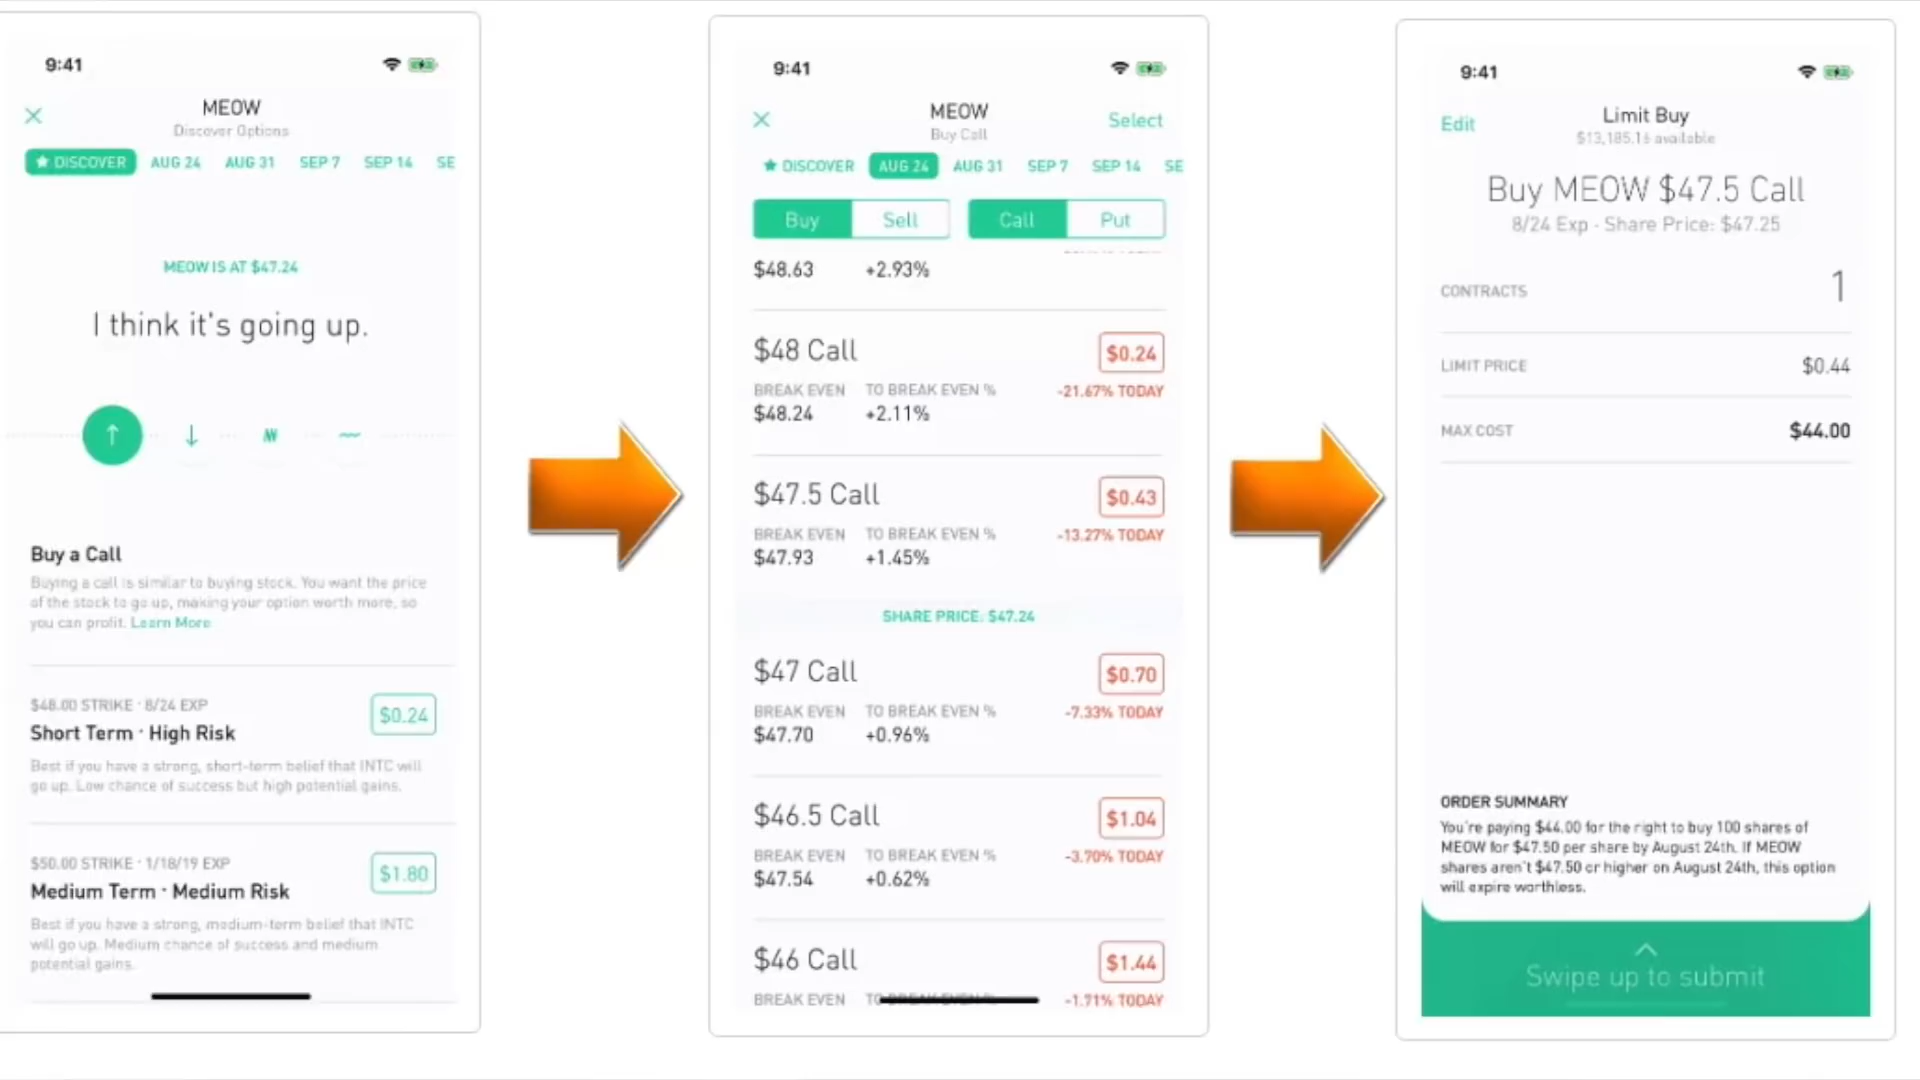 9:41
MEOW
Discover Options
DISCOVER AUG 24 AUG 31 SEP 7 SEP 14 SE
MEOW IS AT $47.24
I think it's going up.
Buy a Call
Buying a call is similar to buying stock. You want the price
of the stock to go up, making your option worth more, so
you can profit. Learn More
$48.00 STRIKE · 8/24 EXP
$0.24
Short Term · High Risk
Best if you have a strong, short-term belief that INTC will
go up. Low chance of success but high potential gains.
$50.00 STRIKE · 1/18/19 EXP
$1.80
Medium Term · Medium Risk
Best if you have a strong, medium-term belief that INTC
will go up. Medium chance of success and medium
potential gains.
9:41
MEOW
Select
Buy Call
DISCOVER AUG 24 AUG 31 SEP 7 SEP 14 SE
Buy Sell Call Put
$48.63 +2.93%
$48 Call $0.24
BREAK EVEN TO BREAK EVEN % -21.67% TODAY
$48.24 +2.11%
$47.5 Call $0.43
BREAK EVEN TO BREAK EVEN % -13.27% TODAY
$47.93 +1.45%
SHARE PRICE: $47.24
$47 Call $0.70
BREAK EVEN TO BREAK EVEN % -7.33% TODAY
$47.70 +0.96%
$46.5 Call $1.04
BREAK EVEN TO BREAK EVEN % -3.70% TODAY
$47.54 +0.62%
$46 Call $1.44
BREAK EVEN TO BREAK EVEN % -1.71% TODAY
9:41
Edit
Limit Buy
$13,185.16 available
Buy MEOW $47.5 Call
8/24 Exp · Share Price: $47.25
CONTRACTS 1
LIMIT PRICE $0.44
MAX COST $44.00
ORDER SUMMARY
You're paying $44.00 for the right to buy 100 shares of
MEOW for $47.50 per share by August 24th. If MEOW
shares aren't $47.50 or higher on August 24th, this option
will expire worthless.
Swipe up to submit